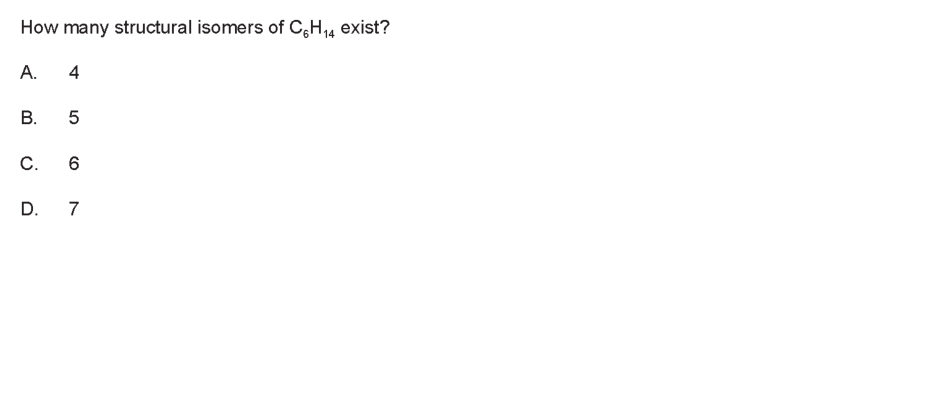 How many structural isomers of C₆H₁₄ exist?
A. 4
B. 5
C. 6
D. 7